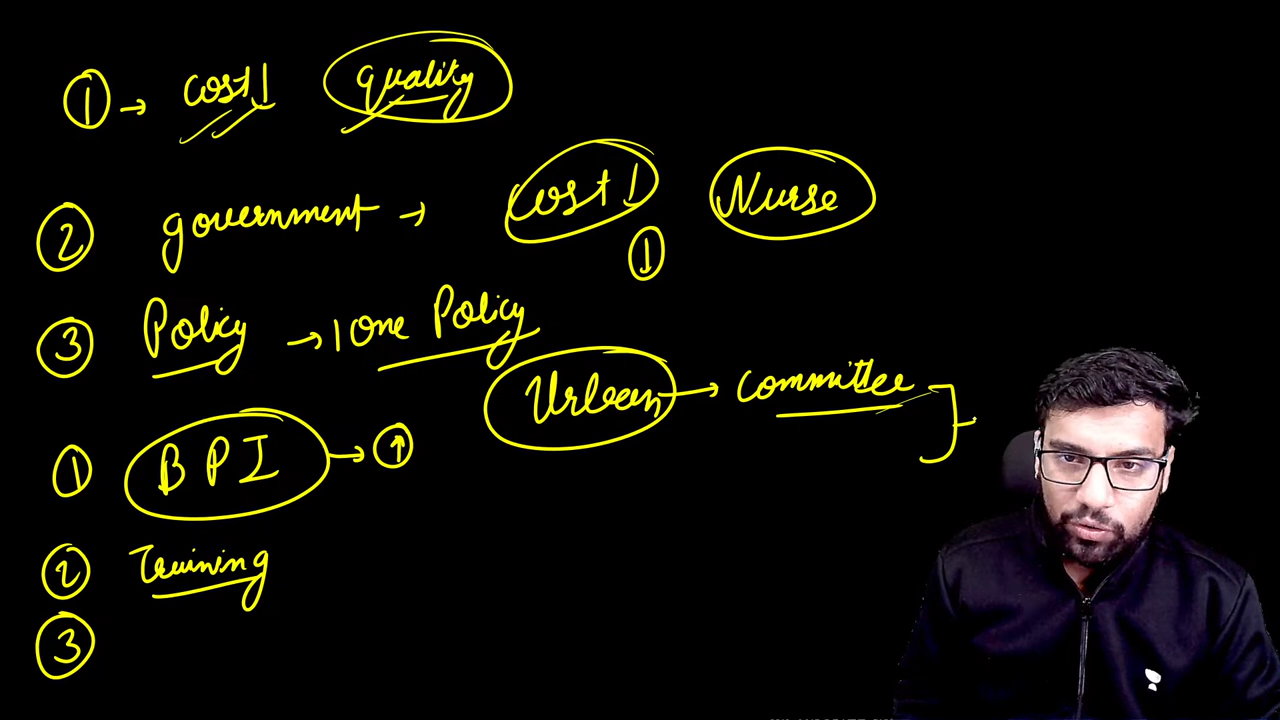 1 → cost↓ quality
2 government → cost↓ Nurse
1
3 Policy → 1 One Policy
Urban → committee
1 BPI → ↑
2 Training
3